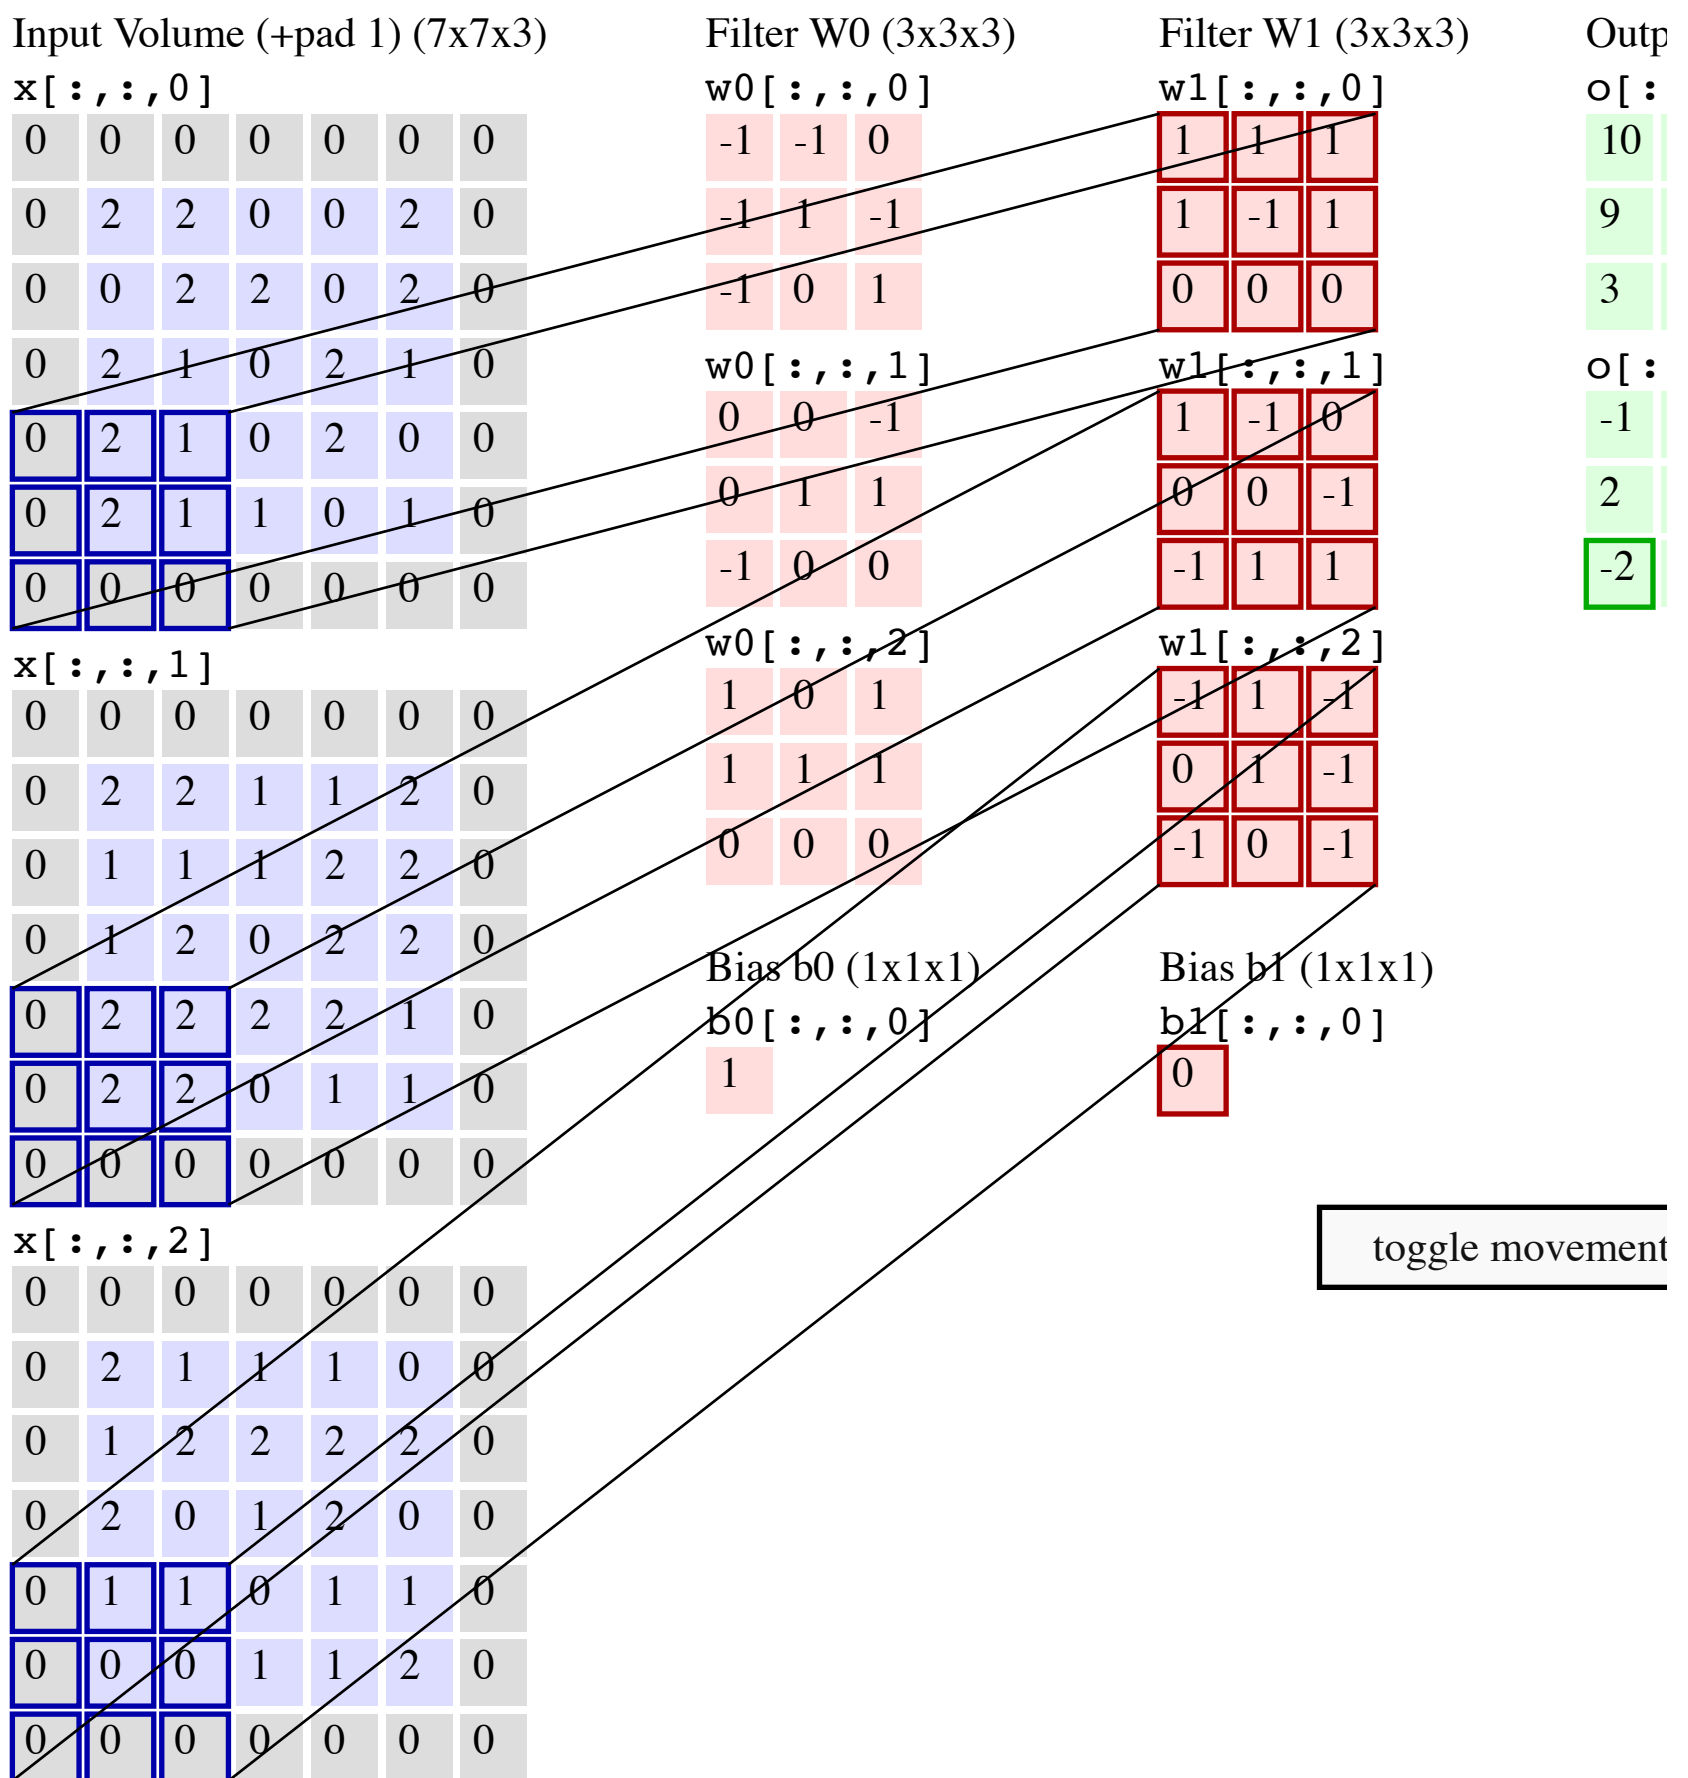 Input Volume (+pad 1) (7x7x3)
x[:,:,0]
0 0 0 0 0 0 0
0 2 2 0 0 2 0
0 0 2 2 0 2 0
0 2 1 0 2 1 0
0 2 1 0 2 0 0
0 2 1 1 0 1 0
0 0 0 0 0 0 0
x[:,:,1]
0 0 0 0 0 0 0
0 2 2 1 1 2 0
0 1 1 1 2 2 0
0 1 2 0 2 2 0
0 2 2 2 2 1 0
0 2 2 0 1 1 0
0 0 0 0 0 0 0
x[:,:,2]
0 0 0 0 0 0 0
0 2 1 1 1 0 0
0 1 2 2 2 2 0
0 2 0 1 2 0 0
0 1 1 0 1 1 0
0 0 0 1 1 2 0
0 0 0 0 0 0 0
Filter W0 (3x3x3)
w0[:,:,0]
-1 -1 0
-1 1 -1
-1 0 1
w0[:,:,1]
0 0 -1
0 1 1
-1 0 0
w0[:,:,2]
1 0 1
1 1 1
0 0 0
Bias b0 (1x1x1)
b0[:,:,0]
1
Filter W1 (3x3x3)
w1[:,:,0]
1 1 1
1 -1 1
0 0 0
w1[:,:,1]
1 -1 0
0 0 -1
-1 1 1
w1[:,:,2]
-1 1 -1
0 1 -1
-1 0 -1
Bias b1 (1x1x1)
b1[:,:,0]
0
Outp
o[:
10
9
3
o[:
-1
2
-2
toggle movement